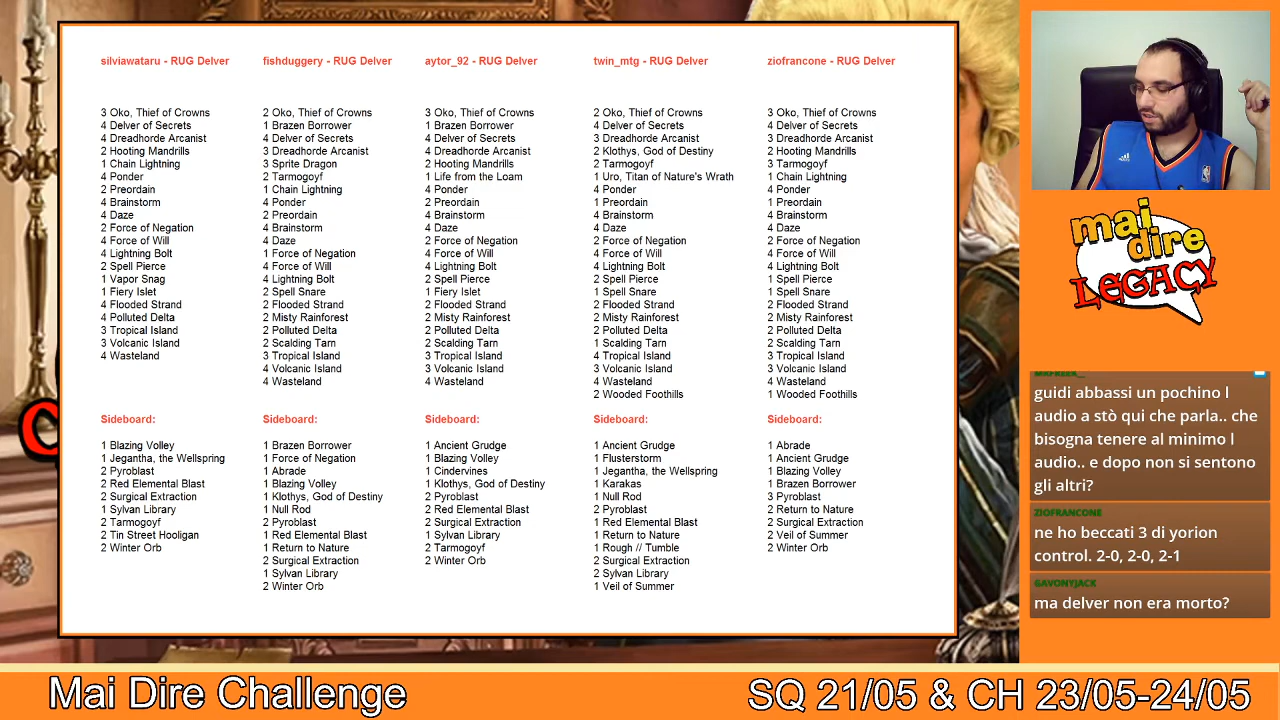 silviawataru - RUG Delver
3 Oko, Thief of Crowns
4 Delver of Secrets
4 Dreadhorde Arcanist
2 Hooting Mandrills
1 Chain Lightning
4 Ponder
2 Preordain
4 Brainstorm
4 Daze
2 Force of Negation
4 Force of Will
4 Lightning Bolt
2 Spell Pierce
1 Vapor Snag
1 Fiery Islet
4 Flooded Strand
4 Polluted Delta
3 Tropical Island
3 Volcanic Island
4 Wasteland
Sideboard:
1 Blazing Volley
1 Jegantha, the Wellspring
2 Pyroblast
2 Red Elemental Blast
2 Surgical Extraction
1 Sylvan Library
2 Tarmogoyf
2 Tin Street Hooligan
2 Winter Orb
fishduggery - RUG Delver
2 Oko, Thief of Crowns
1 Brazen Borrower
4 Delver of Secrets
3 Dreadhorde Arcanist
3 Sprite Dragon
2 Tarmogoyf
1 Chain Lightning
4 Ponder
2 Preordain
4 Brainstorm
4 Daze
1 Force of Negation
4 Force of Will
4 Lightning Bolt
2 Spell Snare
2 Flooded Strand
2 Misty Rainforest
2 Polluted Delta
2 Scalding Tarn
3 Tropical Island
4 Volcanic Island
4 Wasteland
Sideboard:
1 Brazen Borrower
1 Force of Negation
1 Abrade
1 Blazing Volley
1 Klothys, God of Destiny
1 Null Rod
2 Pyroblast
1 Red Elemental Blast
1 Return to Nature
2 Surgical Extraction
1 Sylvan Library
2 Winter Orb
aytor_92 - RUG Delver
3 Oko, Thief of Crowns
1 Brazen Borrower
4 Delver of Secrets
4 Dreadhorde Arcanist
2 Hooting Mandrills
1 Life from the Loam
4 Ponder
2 Preordain
4 Brainstorm
4 Daze
2 Force of Negation
4 Force of Will
4 Lightning Bolt
2 Spell Pierce
1 Fiery Islet
2 Flooded Strand
2 Misty Rainforest
2 Polluted Delta
2 Scalding Tarn
3 Tropical Island
3 Volcanic Island
4 Wasteland
Sideboard:
1 Ancient Grudge
1 Blazing Volley
1 Cindervines
1 Klothys, God of Destiny
2 Pyroblast
2 Red Elemental Blast
2 Surgical Extraction
1 Sylvan Library
2 Tarmogoyf
2 Winter Orb
twin_mtg - RUG Delver
2 Oko, Thief of Crowns
4 Delver of Secrets
3 Dreadhorde Arcanist
2 Klothys, God of Destiny
2 Tarmogoyf
1 Uro, Titan of Nature's Wrath
4 Ponder
1 Preordain
4 Brainstorm
4 Daze
2 Force of Negation
4 Force of Will
4 Lightning Bolt
2 Spell Pierce
1 Spell Snare
2 Flooded Strand
2 Misty Rainforest
2 Polluted Delta
1 Scalding Tarn
4 Tropical Island
3 Volcanic Island
4 Wasteland
2 Wooded Foothills
Sideboard:
1 Ancient Grudge
1 Flusterstorm
1 Jegantha, the Wellspring
1 Karakas
1 Null Rod
2 Pyroblast
1 Red Elemental Blast
1 Return to Nature
1 Rough // Tumble
2 Surgical Extraction
2 Sylvan Library
1 Veil of Summer
ziofrancone - RUG Delver
3 Oko, Thief of Crowns
4 Delver of Secrets
4 Dreadhorde Arcanist
2 Hooting Mandrills
3 Tarmogoyf
1 Chain Lightning
4 Ponder
1 Preordain
4 Brainstorm
4 Daze
2 Force of Negation
4 Force of Will
4 Lightning Bolt
1 Spell Pierce
1 Spell Snare
2 Flooded Strand
2 Misty Rainforest
2 Polluted Delta
2 Scalding Tarn
3 Tropical Island
3 Volcanic Island
4 Wasteland
1 Wooded Foothills
Sideboard:
1 Abrade
1 Ancient Grudge
1 Blazing Volley
1 Brazen Borrower
3 Pyroblast
2 Return to Nature
2 Surgical Extraction
2 Veil of Summer
2 Winter Orb
mai
dire
LEGACY
guidi abbassi un pochino l
audio a stò qui che parla.. che
bisogna tenere al minimo l
audio.. e dopo non si sentono
gli altri?
ZIOFRANCONE
ne ho beccati 3 di yorion
control. 2-0, 2-0, 2-1
GAVONYJACK
ma delver non era morto?
Mai Dire Challenge
SQ 21/05 & CH 23/05-24/05